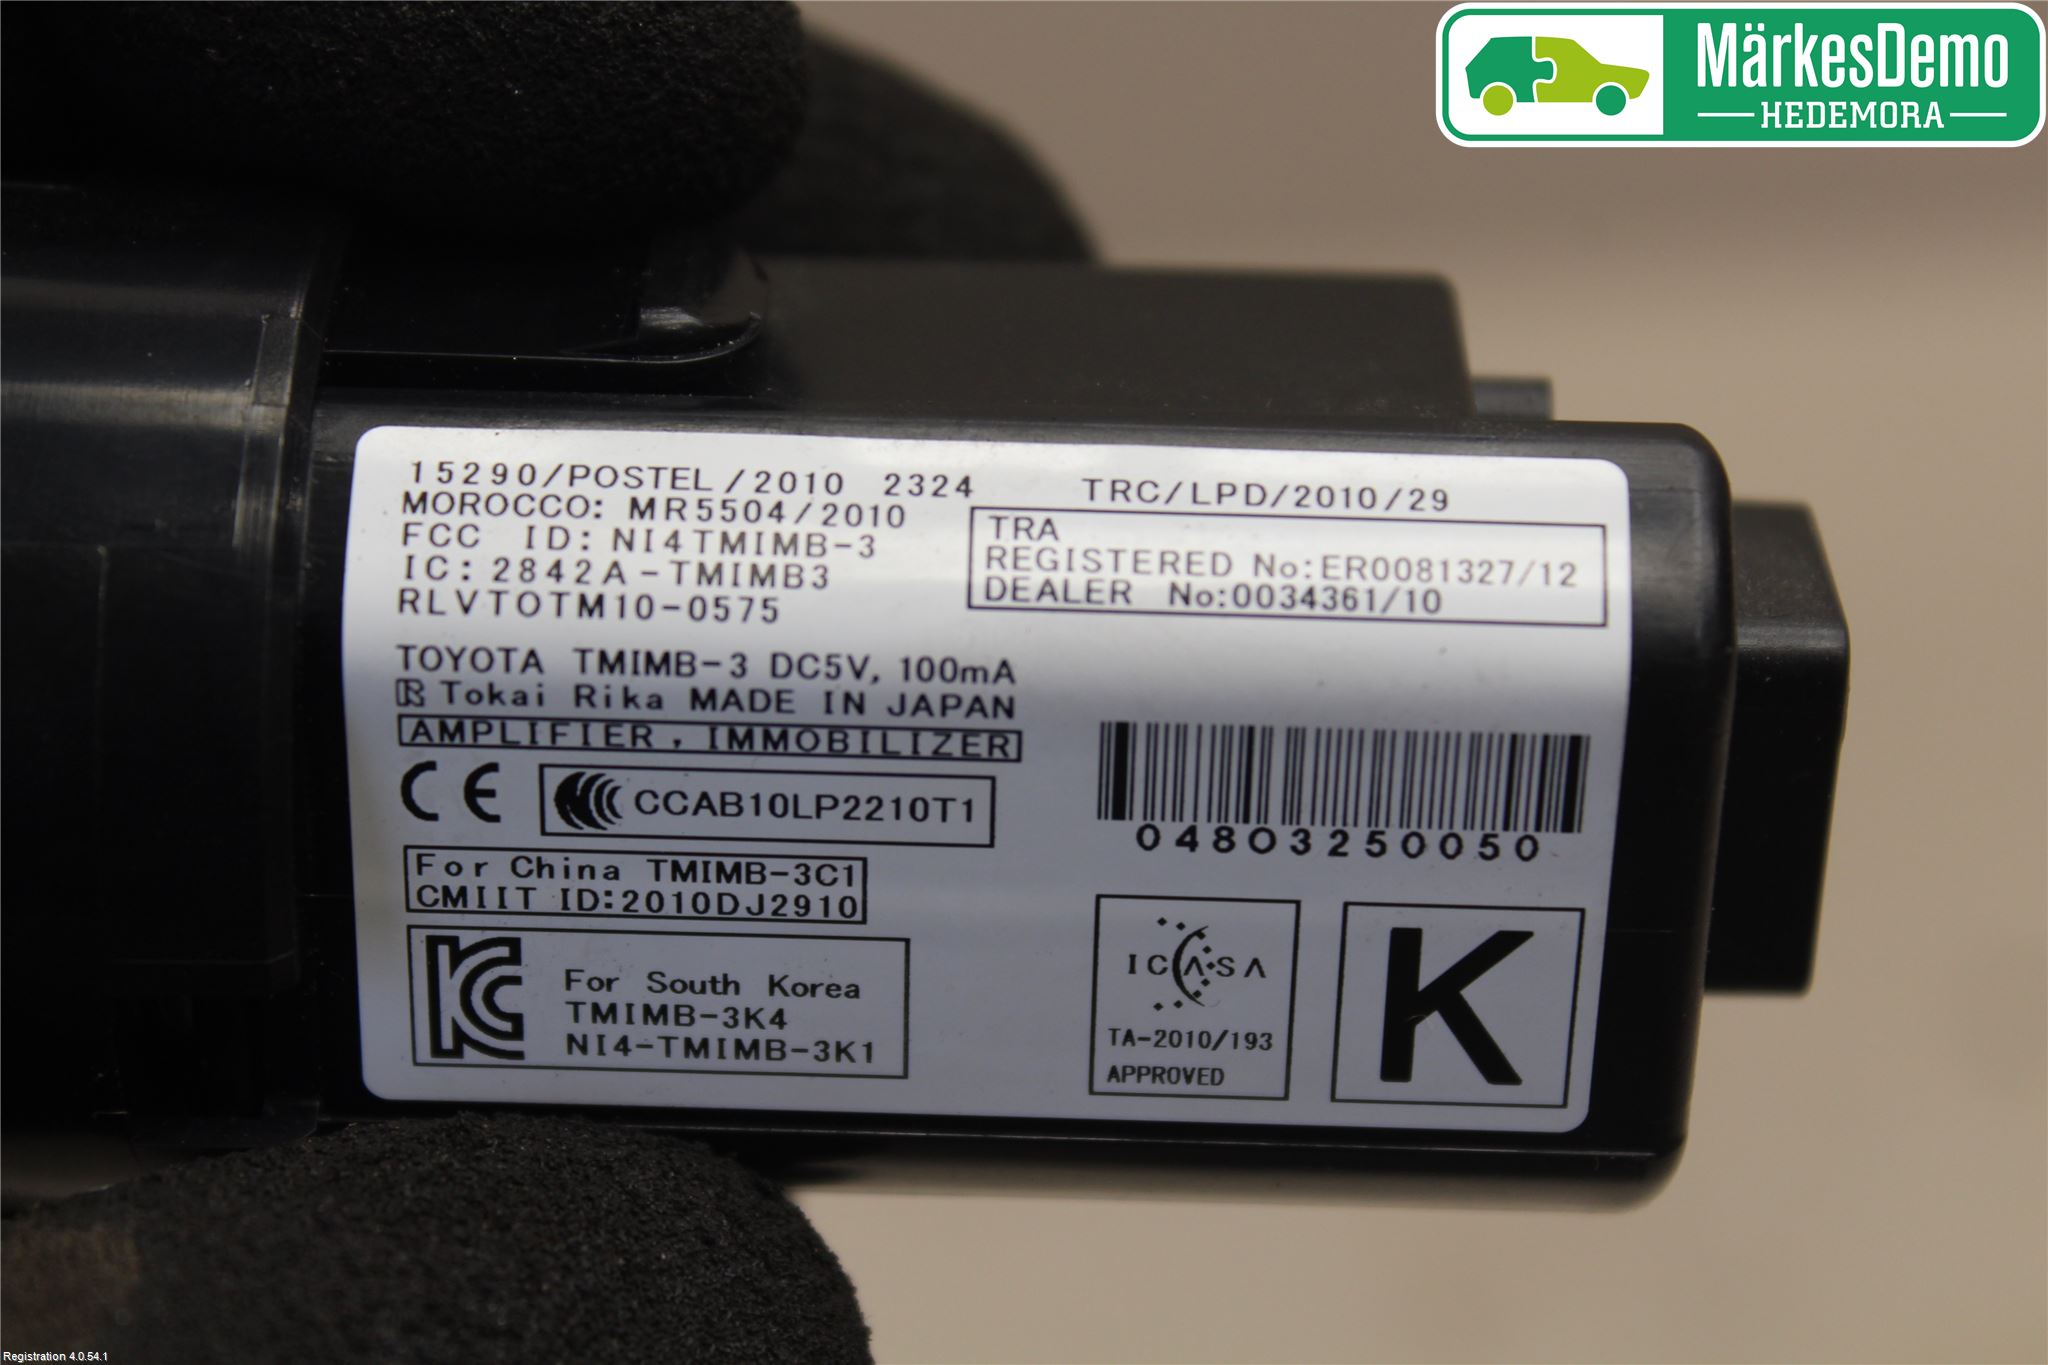 MärkesDemo
HEDEMORA
15290/POSTEL/2010 2324
MOROCCO: MR5504/2010
FCC ID: NI4TMIMB-3
IC: 2842A-TMIMB3
RLVTOTM10-0575
TRC/LPD/2010/29
TRA
REGISTERED No:ER0081327/12
DEALER No:0034361/10
TOYOTA TMIMB-3 DC5V, 100mA
Tokai Rika MADE IN JAPAN
AMPLIFIER, IMMOBILIZER
CE
CCAB10LP2210T1
04803250050
For China TMIMB-3C1
CMIIT ID:2010DJ2910
KC
For South Korea
TMIMB-3K4
NI4-TMIMB-3K1
ICASA
TA-2010/193
APPROVED
K
Registration 4.0.54.1